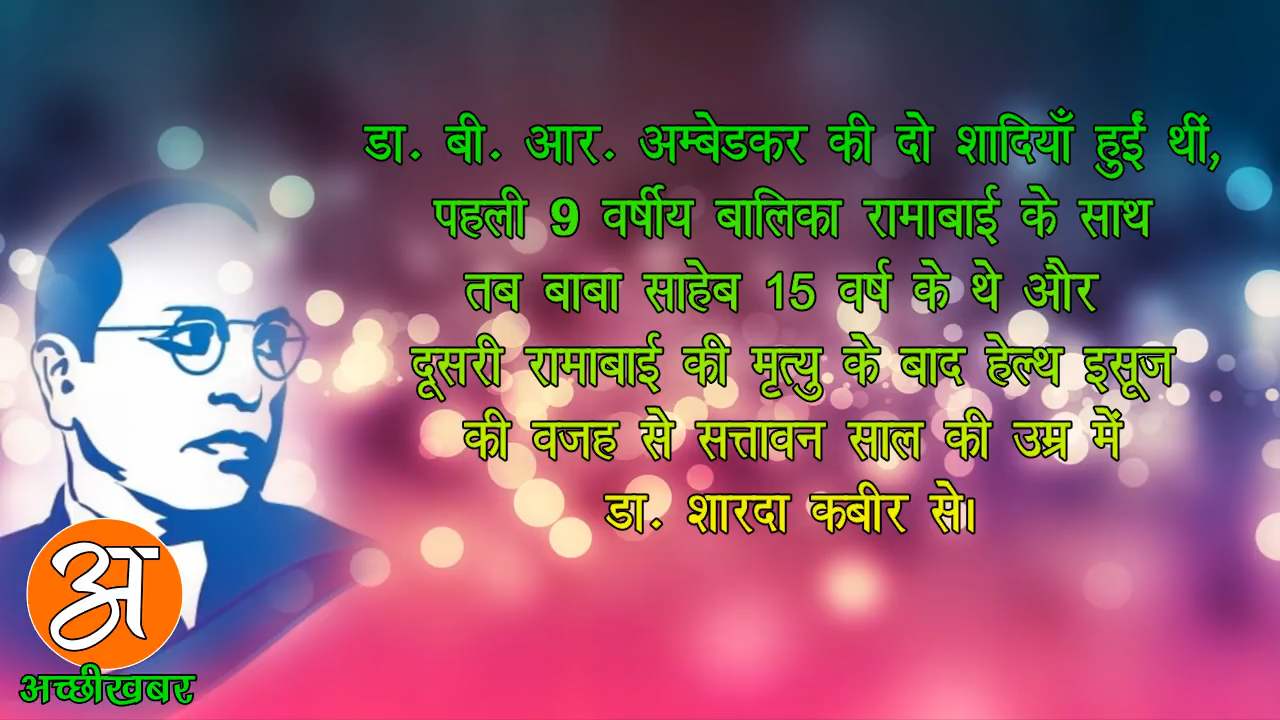 डा. बी. आर. अम्बेडकर की दो शादियाँ हुईं थीं,
पहली 9 वर्षीय बालिका रामाबाई के साथ
तब बाबा साहेब 15 वर्ष के थे और
दूसरी रामाबाई की मृत्यु के बाद हेल्थ इसूज
की वजह से सत्तावन साल की उम्र में
डा. शारदा कबीर से।
अ
अच्छीखबर